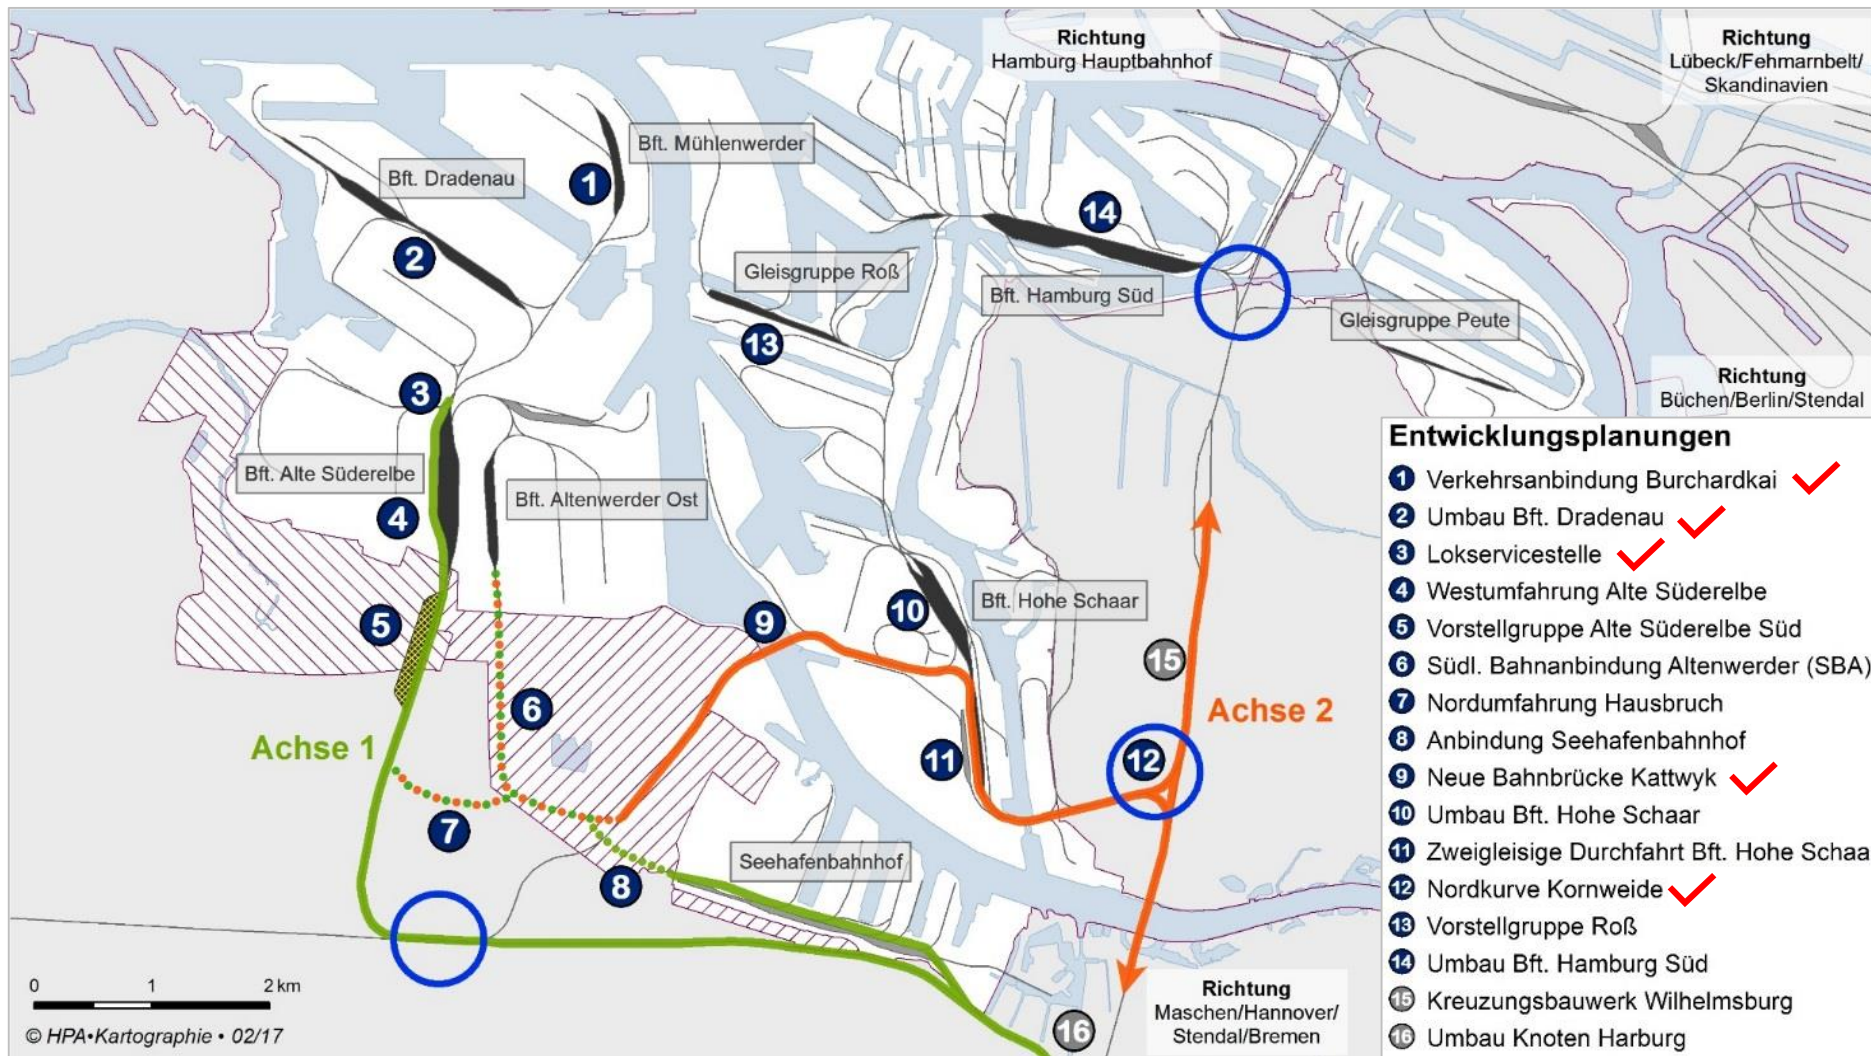 Richtung
Hamburg Hauptbahnhof
Richtung
Lübeck/Fehmarnbelt/
Skandinavien
Bft. Mühlenwerder
1
Bft. Dradenau
14
2
Gleisgruppe Roß
Bft. Hamburg Süd
Gleisgruppe Peute
13
Richtung
Büchen/Berlin/Stendal
3
Bft. Alte Süderelbe
Bft. Altenwerder Ost
4
Bft. Hohe Schaar
10
9
5
15
6
Achse 1
Achse 2
11
12
7
Seehafenbahnhof
8
Richtung
Maschen/Hannover/
Stendal/Bremen
16
0 1 2 km
© HPA•Kartographie • 02/17
Entwicklungsplanungen
1 Verkehrsanbindung Burchardkai
2 Umbau Bft. Dradenau
3 Lokservicestelle
4 Westumfahrung Alte Süderelbe
5 Vorstellgruppe Alte Süderelbe Süd
6 Südl. Bahnanbindung Altenwerder (SBA)
7 Nordumfahrung Hausbruch
8 Anbindung Seehafenbahnhof
9 Neue Bahnbrücke Kattwyk
10 Umbau Bft. Hohe Schaar
11 Zweigleisige Durchfahrt Bft. Hohe Schaa
12 Nordkurve Kornweide
13 Vorstellgruppe Roß
14 Umbau Bft. Hamburg Süd
15 Kreuzungsbauwerk Wilhelmsburg
16 Umbau Knoten Harburg